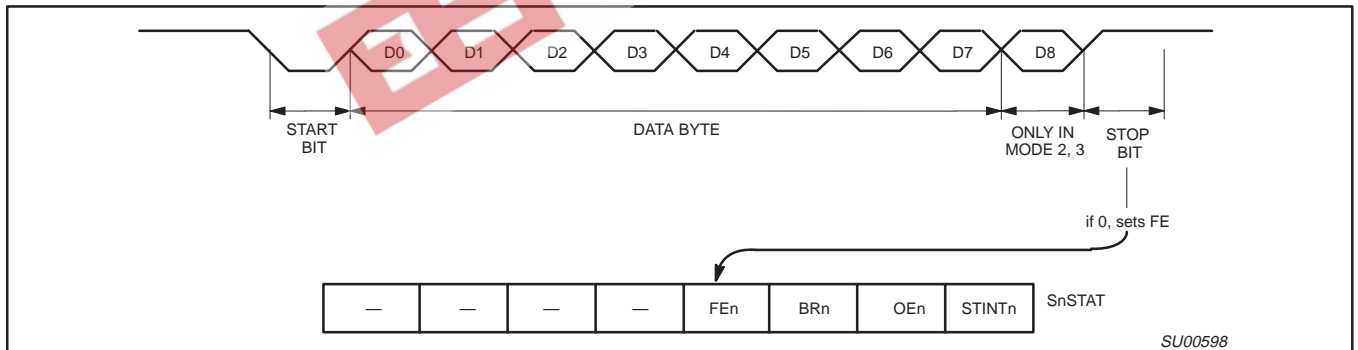 D0 D1 D2 D3 D4 D5 D6 D7 D8
START
BIT
DATA BYTE
ONLY IN
MODE 2, 3
STOP
BIT
if 0, sets FE
— — — — FEn BRn OEn STINTn SnSTAT
SU00598